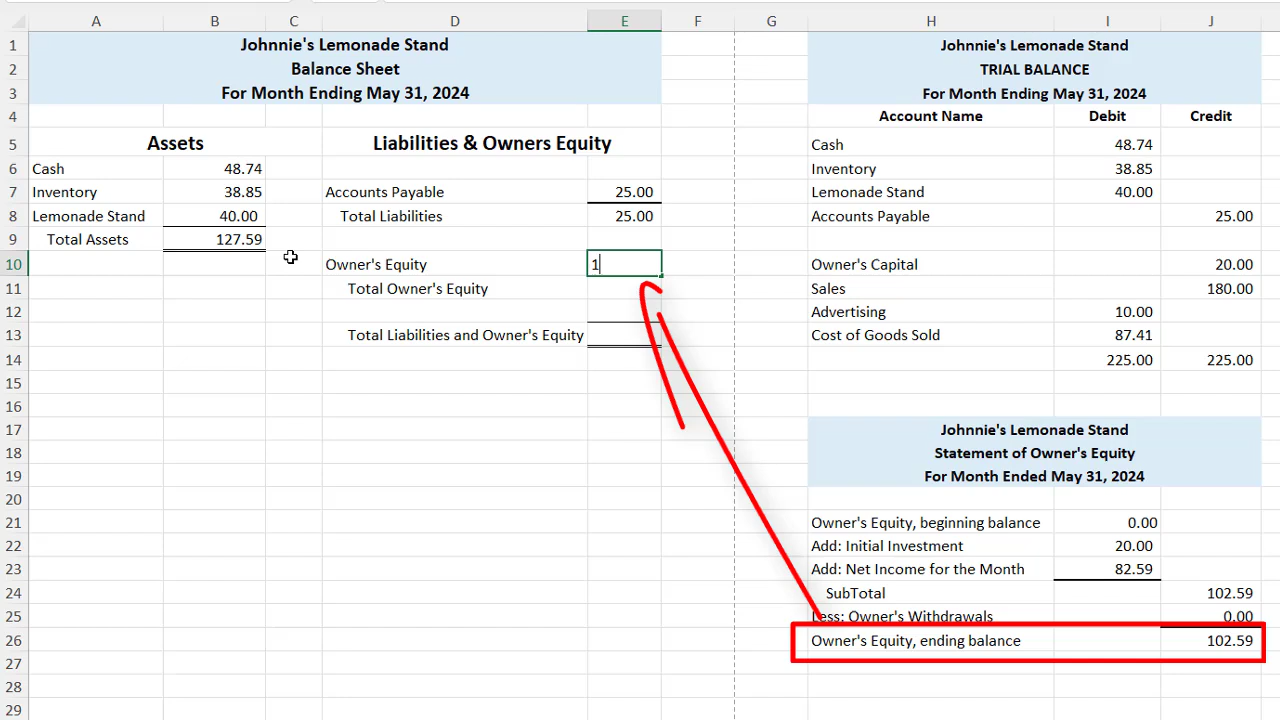 A B C D E F G H I J
1 Johnnie's Lemonade Stand Johnnie's Lemonade Stand
2 Balance Sheet TRIAL BALANCE
3 For Month Ending May 31, 2024 For Month Ending May 31, 2024
4 Account Name Debit Credit
5 Assets Liabilities & Owners Equity Cash 48.74
6 Cash 48.74 Inventory 38.85
7 Inventory 38.85 Accounts Payable 25.00 Lemonade Stand 40.00
8 Lemonade Stand 40.00 Total Liabilities 25.00 Accounts Payable 25.00
9 Total Assets 127.59
10 Owner's Equity 1 Owner's Capital 20.00
11 Total Owner's Equity Sales 180.00
12 Advertising 10.00
13 Total Liabilities and Owner's Equity Cost of Goods Sold 87.41
14 225.00 225.00
15
16
17 Johnnie's Lemonade Stand
18 Statement of Owner's Equity
19 For Month Ended May 31, 2024
20
21 Owner's Equity, beginning balance 0.00
22 Add: Initial Investment 20.00
23 Add: Net Income for the Month 82.59
24 SubTotal 102.59
25 Less: Owner's Withdrawals 0.00
26 Owner's Equity, ending balance 102.59
27
28
29